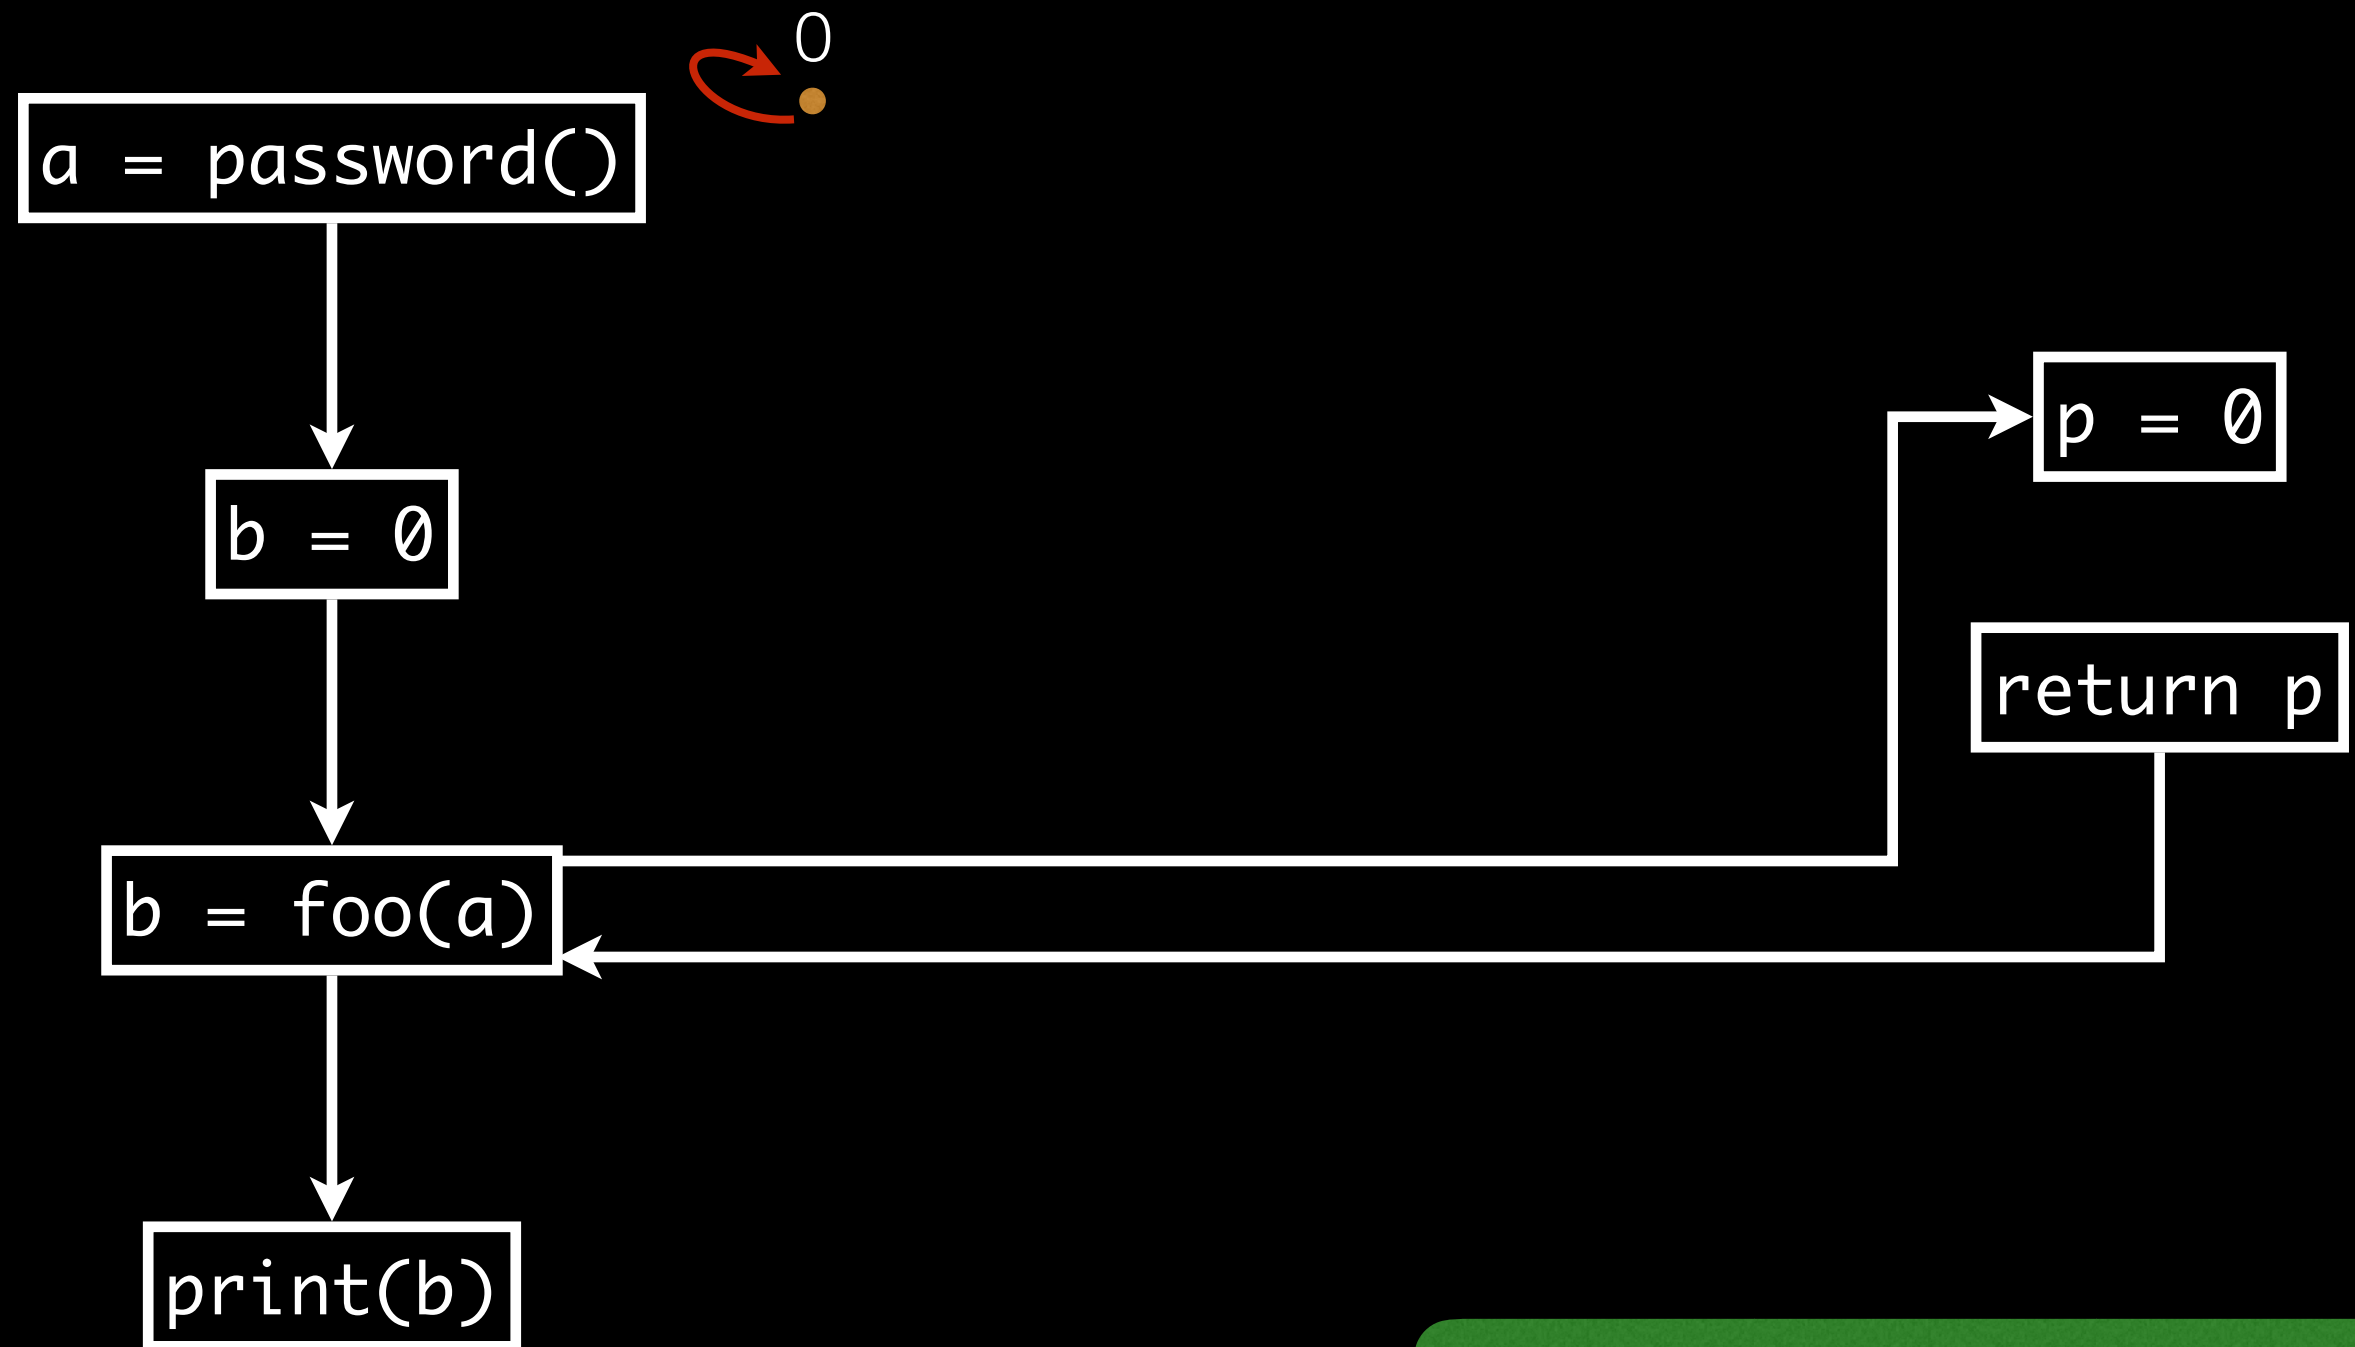 0
a = password()
p = 0
b = 0
return p
b = foo(a)
print(b)